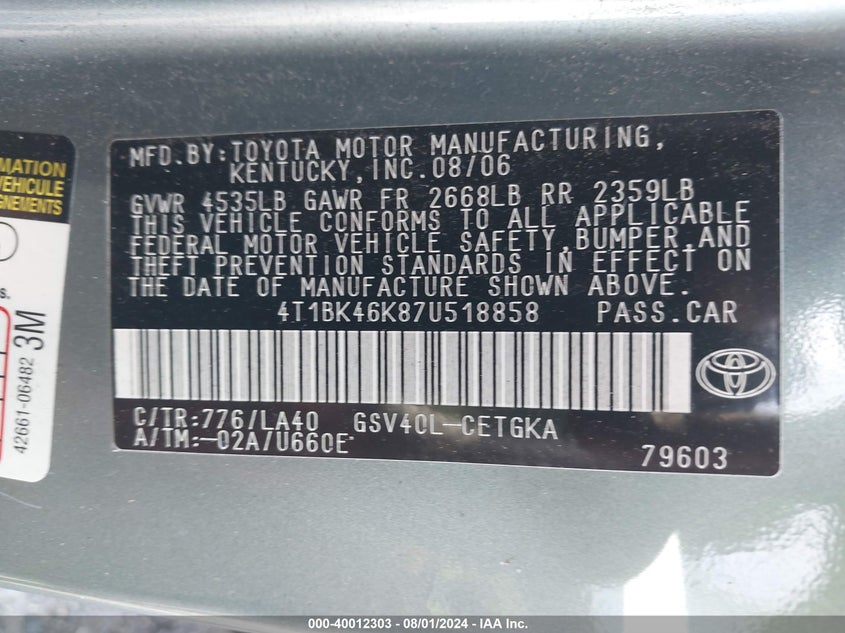 MATION
VEHICULE
GNEMENTS
s.
42661-06482
3M
MFD.BY:TOYOTA MOTOR MANUFACTURING,
KENTUCKY,INC.08/06
GVWR 4535LB GAWR FR 2668LB RR 2359LB
THIS VEHICLE CONFORMS TO ALL APPLICABLE
FEDERAL MOTOR VEHICLE SAFETY,BUMPER,AND
THEFT PREVENTION STANDARDS IN EFFECT ON
THE DATE OF MANUFACTURE SHOWN ABOVE.
4T1BK46K87U518858 PASS.CAR
C/TR:776/LA40 GSV40L-CETGKA
A/TM:-02A/U660E
79603
000-40012303 - 08/01/2024 - IAA Inc.